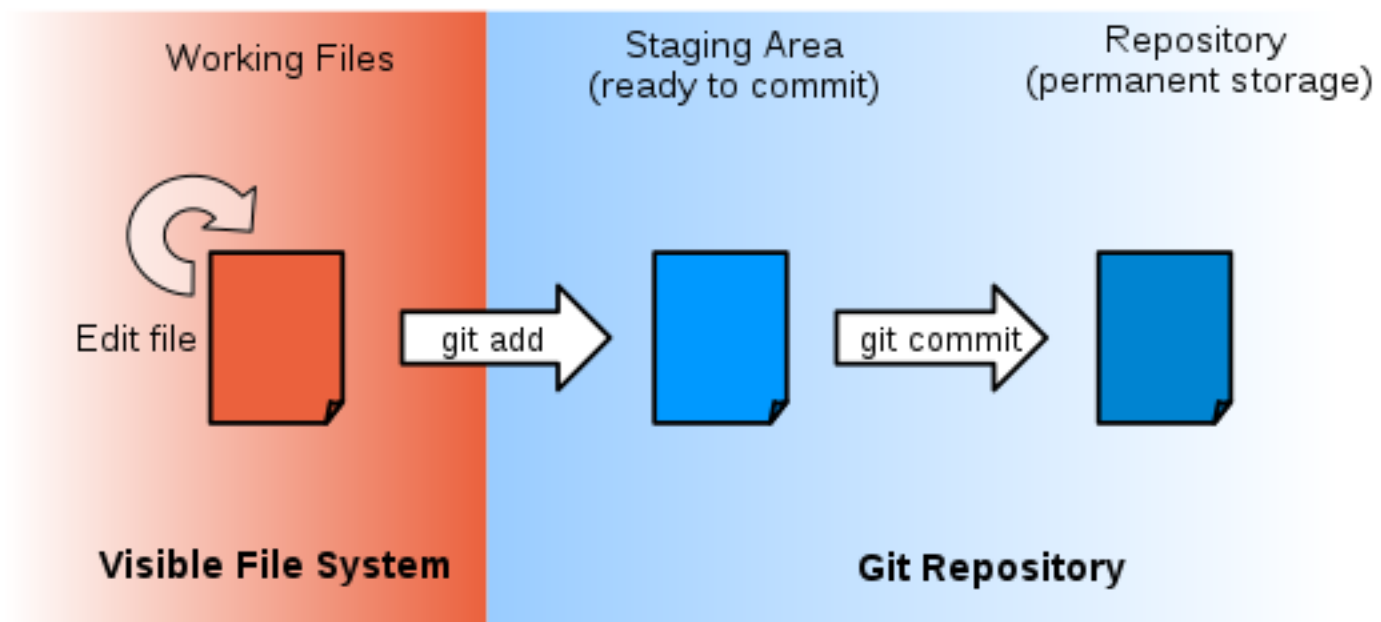 Working Files
Staging Area
(ready to commit)
Repository
(permanent storage)
Edit file
git add
git commit
Visible File System
Git Repository